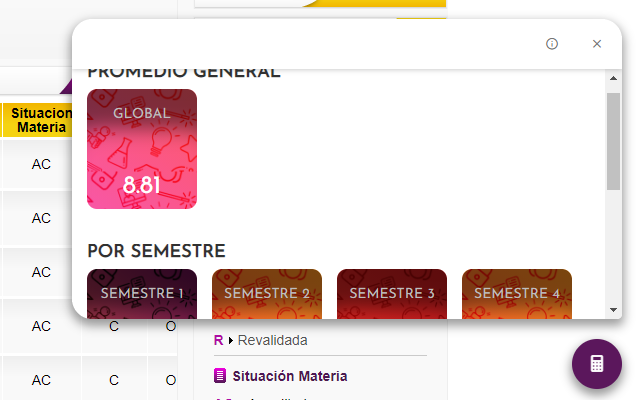 PROMEDIO GENERAL
GLOBAL
8.81
POR SEMESTRE
SEMESTRE 1 SEMESTRE 2 SEMESTRE 3 SEMESTRE 4
Situacion
Materia
AC
AC
AC
AC C O
AC C O
R Revalidada
Situación Materia